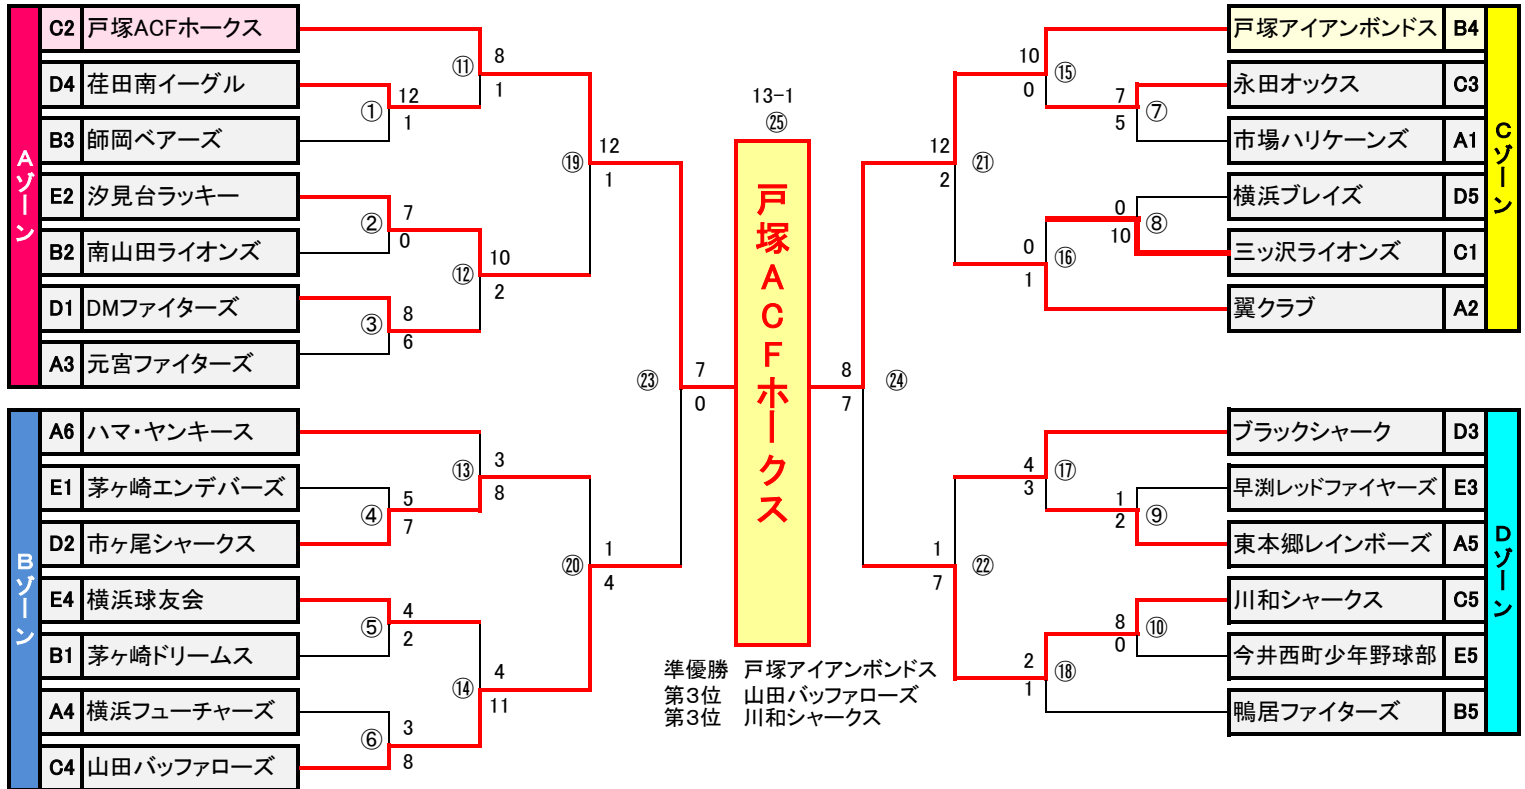 Aゾーン
C2 戸塚ACFホークス
D4 荏田南イーグル
B3 師岡ベアーズ
E2 汐見台ラッキー
B2 南山田ライオンズ
D1 DMファイターズ
A3 元宮ファイターズ
① 12 1
② 7 0
③ 8 6
⑪ 8 1
⑫ 10 2
⑲ 12 1
Bゾーン
A6 ハマ・ヤンキース
E1 茅ヶ崎エンデバーズ
D2 市ヶ尾シャークス
E4 横浜球友会
B1 茅ヶ崎ドリームス
A4 横浜フューチャーズ
C4 山田バッファローズ
④ 5 7
⑤ 4 2
⑥ 3 8
⑬ 3 8
⑭ 4 11
⑳ 1 4
㉓ 7 0
13-1
㉕
戸塚ACFホークス
準優勝 戸塚アイアンボンドス
第3位 山田バッファローズ
第3位 川和シャークス
㉔ 8 7
Cゾーン
戸塚アイアンボンドス B4
永田オックス C3
市場ハリケーンズ A1
横浜ブレイズ D5
三ッ沢ライオンズ C1
翼クラブ A2
⑮ 10 0
⑦ 7 5
⑧ 0 10
⑯ 0 1
㉑ 12 2
Dゾーン
ブラックシャーク D3
早渕レッドファイヤーズ E3
東本郷レインボーズ A5
川和シャークス C5
今井西町少年野球部 E5
鴨居ファイターズ B5
⑰ 4 3
⑨ 1 2
⑩ 8 0
⑱ 2 1
㉒ 1 7